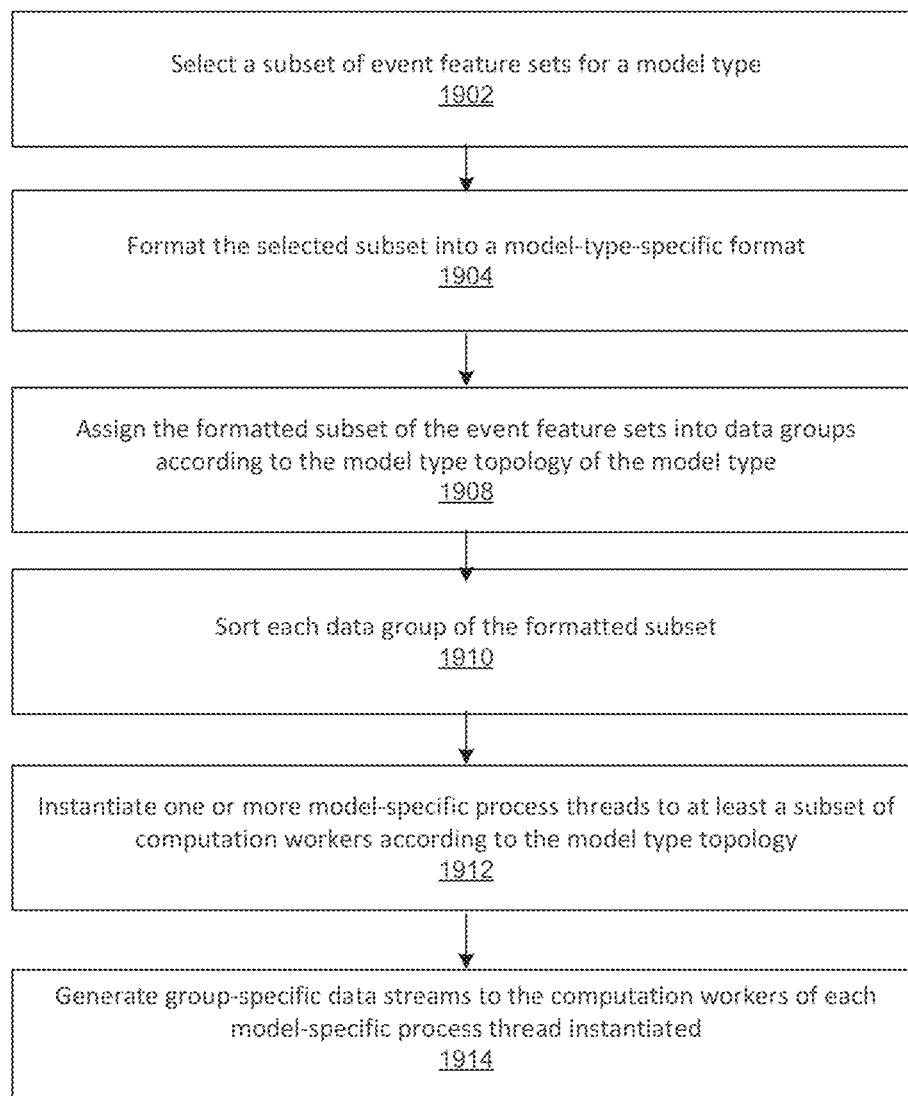 Select a subset of event feature sets for a model type
1902
Format the selected subset into a model-type-specific format
1904
Assign the formatted subset of the event feature sets into data groups
according to the model type topology of the model type
1908
Sort each data group of the formatted subset
1910
Instantiate one or more model-specific process threads to at least a subset of
computation workers according to the model type topology
1912
Generate group-specific data streams to the computation workers of each
model-specific process thread instantiated
1914